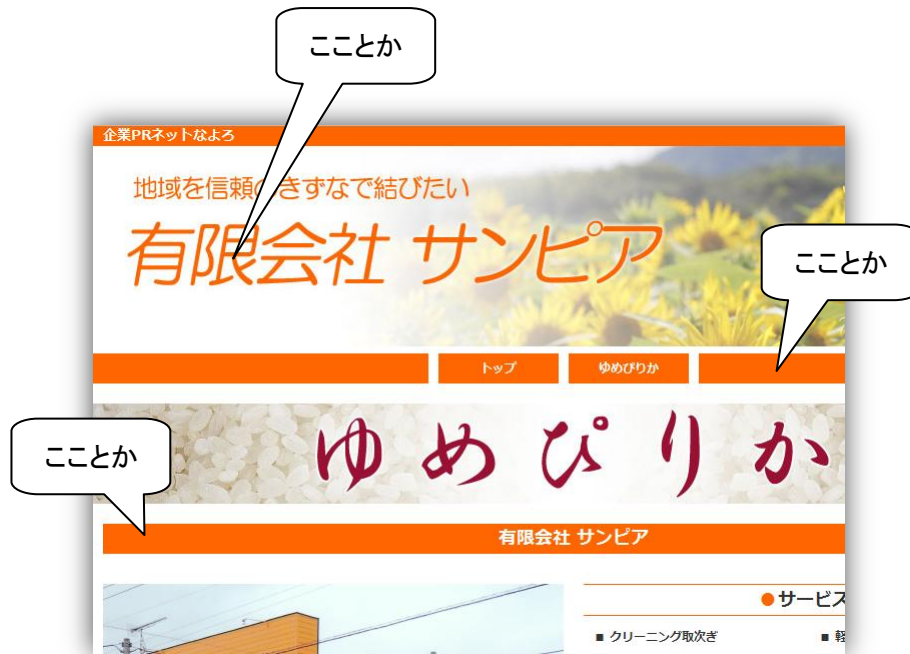 こことか
企業PRネットなよろ
地域を信頼のきずなで結びたい
有限会社 サンピア
こことか
トップ
ゆめぴりか
ゆめぴりか
こことか
有限会社 サンピア
●サービス
■ クリーニング取次ぎ
■ 軽